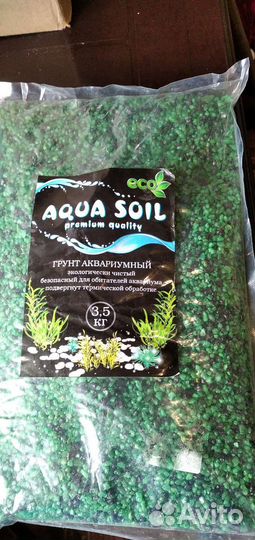 eco
AQUA SOIL
premium quality
ГРУНТ АКВАРИУМНЫЙ
экологически чистый
безопасный для обитателей аквариума
подвергнут термической обработке
3,5
КГ
Avito